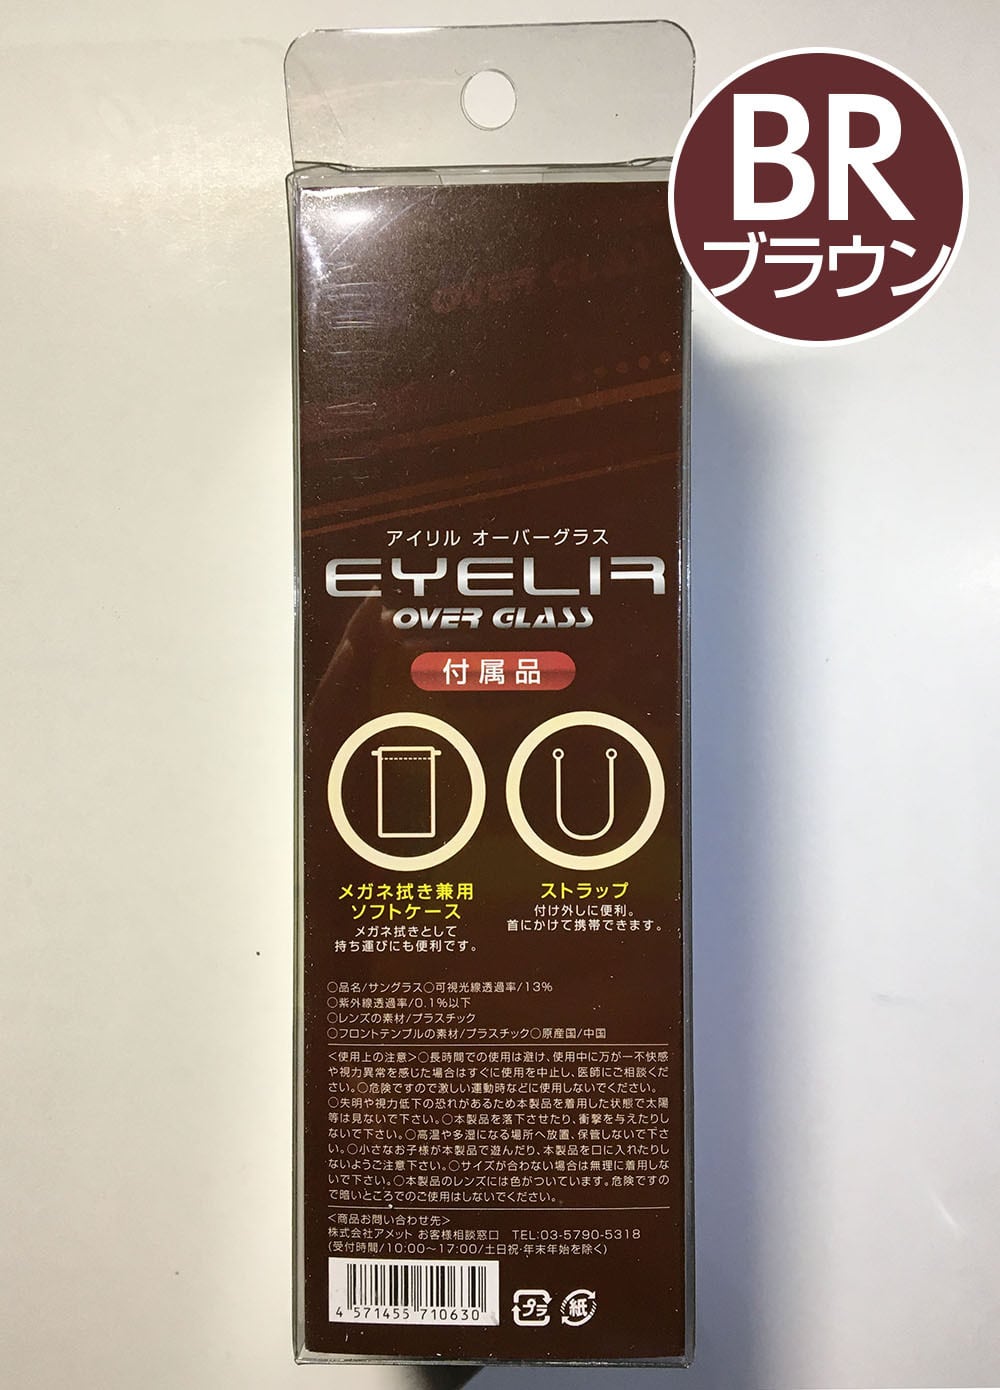 BR
ブラウン
OVER GLASS
アイリル オーバーグラス
EYELIR
OVER GLASS
付属品
メガネ拭き兼用
ソフトケース
メガネ拭きとして
持ち運びにも便利です。
ストラップ
付け外しに便利。
首にかけて携帯できます。
○品名/サングラス○可視光線透過率/13%
○紫外線透過率/0.1%以下
○レンズの素材/プラスチック
○フロントテンプルの素材/プラスチック○原産国/中国
<使用上の注意>○長時間での使用は避け、使用中に万が一不快感
や視力異常を感じた場合はすぐに使用を中止し、医師にご相談くだ
さい。○危険ですので激しい運動時などに使用しないでください。
○失明や視力低下の恐れがあるため本製品を着用した状態で太陽
等は見ないで下さい。○本製品を落下させたり、衝撃を与えたりし
ないで下さい。○高温や多湿になる場所へ放置、保管しないで下さ
い。○小さなお子様が本製品で遊んだり、本製品を口に入れたりし
ないようご注意下さい。○サイズが合わない場合は無理に着用しな
いで下さい。○本製品のレンズには色がついています。危険ですの
で暗いところでのご使用はしないでください。
<商品お問い合わせ先>
株式会社アメット お客様相談窓口 TEL:03-5790-5318
(受付時間/10:00〜17:00/土日祝・年末年始を除く)
4 571455 710630
プラ
紙